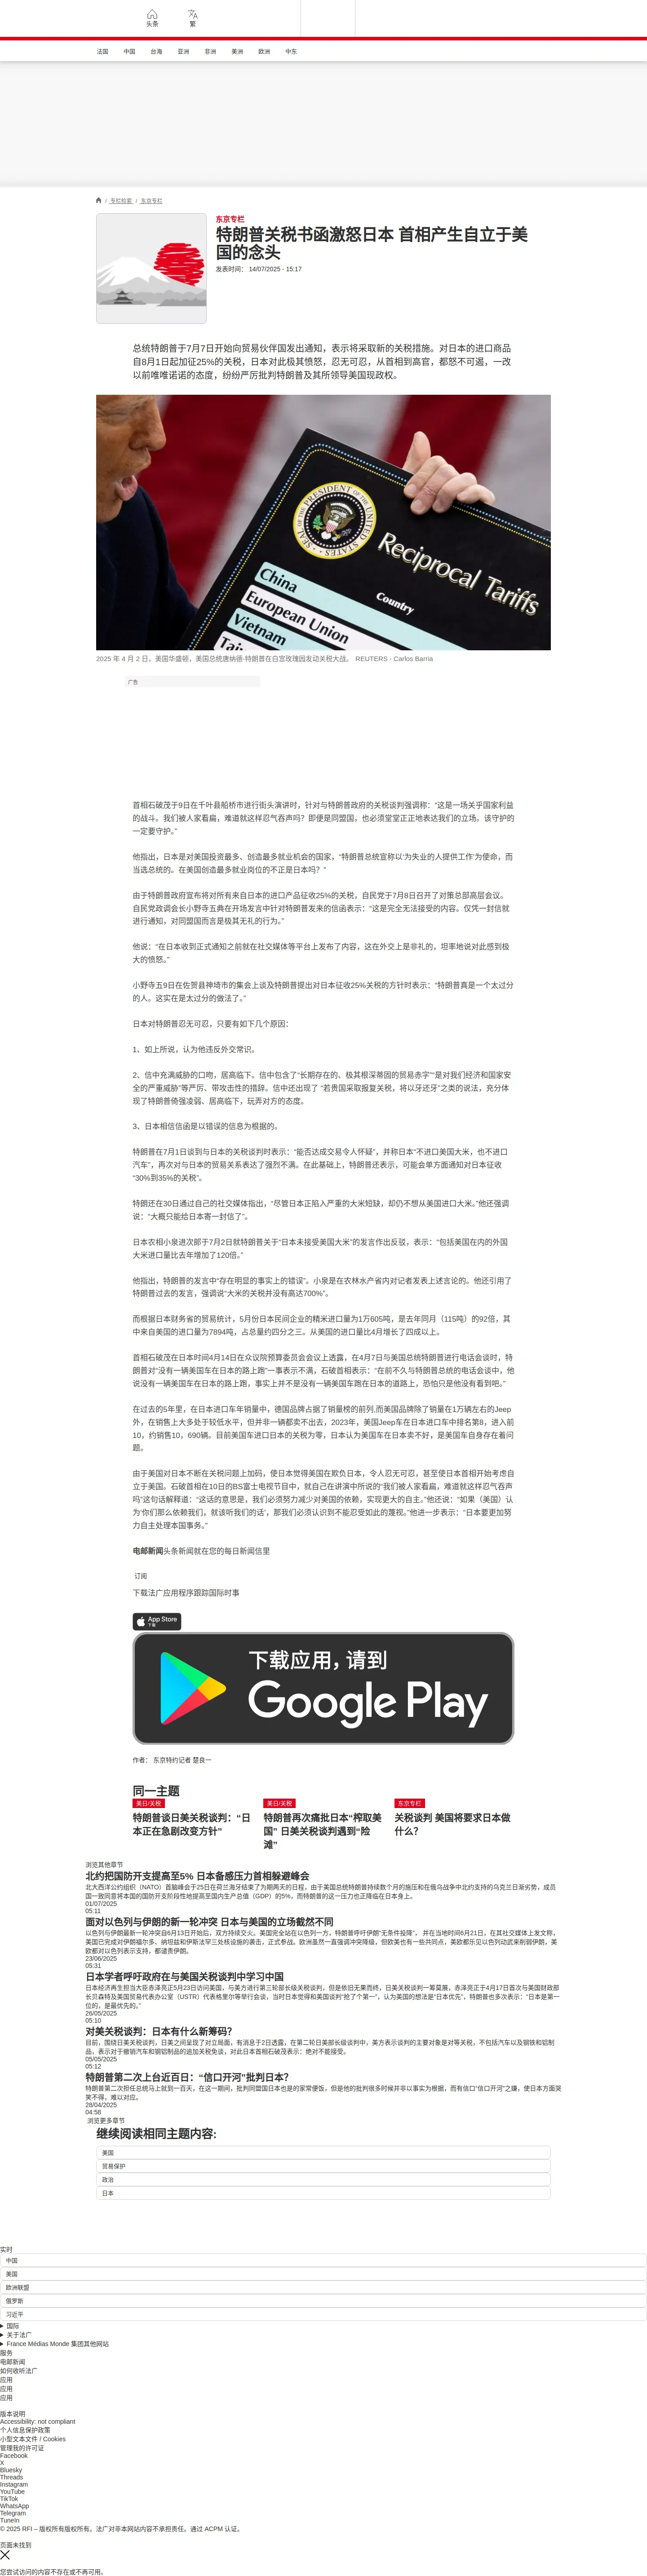 头条
繁
法国
中国
台海
亚洲
非洲
美洲
欧洲
中东
/ 专栏检索 / 东京专栏
东京专栏
特朗普关税书函激怒日本 首相产生自立于美
国的念头
发表时间： 14/07/2025 - 15:17
总统特朗普于7月7日开始向贸易伙伴国发出通知，表示将采取新的关税措施。对日本的进口商品
自8月1日起加征25%的关税，日本对此极其愤怒，忍无可忍，从首相到高官，都怒不可遏，一改
以前唯唯诺诺的态度，纷纷严厉批判特朗普及其所领导美国现政权。
SEAL OF THE PRESIDENT OF THE UNITED STATES
Reciprocal Tariffs
Country
China
European Union
Vietnam
2025 年 4 月 2 日，美国华盛顿，美国总统唐纳德-特朗普在白宫玫瑰园发动关税大战。 REUTERS - Carlos Barria
广告
首相石破茂于9日在千叶县船桥市进行街头演讲时，针对与特朗普政府的关税谈判强调称：“这是一场关乎国家利益
的战斗。我们被人家看扁，难道就这样忍气吞声吗？即便是同盟国，也必须堂堂正正地表达我们的立场。该守护的
一定要守护。”
他指出，日本是对美国投资最多、创造最多就业机会的国家，“特朗普总统宣称以‘为失业的人提供工作’为使命，而
当选总统的。在美国创造最多就业岗位的不正是日本吗？”
由于特朗普政府宣布将对所有来自日本的进口产品征收25%的关税，自民党于7月8日召开了对策总部高层会议。
自民党政调会长小野寺五典在开场发言中针对特朗普发来的信函表示：“这是完全无法接受的内容。仅凭一封信就
进行通知，对同盟国而言是极其无礼的行为。”
他说：“在日本收到正式通知之前就在社交媒体等平台上发布了内容，这在外交上是非礼的，坦率地说对此感到极
大的愤怒。”
小野寺五9日在佐贺县神埼市的集会上谈及特朗普提出对日本征收25%关税的方针时表示：“特朗普真是一个太过分
的人。这实在是太过分的做法了。”
日本对特朗普忍无可忍，只要有如下几个原因：
1、如上所说，认为他违反外交常识。
2、信中充满威胁的口吻，居高临下。信中包含了“长期存在的、极其根深蒂固的贸易赤字”“是对我们经济和国家安
全的严重威胁”等严厉、带攻击性的措辞。信中还出现了 “若贵国采取报复关税，将以牙还牙”之类的说法，充分体
现了特朗普倚强凌弱、居高临下，玩弄对方的态度。
3、日本相信信函是以错误的信息为根据的。
特朗普在7月1日谈到与日本的关税谈判时表示：“能否达成交易令人怀疑”，并称日本“不进口美国大米，也不进口
汽车”，再次对与日本的贸易关系表达了强烈不满。在此基础上，特朗普还表示，可能会单方面通知对日本征收
“30%到35%的关税”。
特朗还在30日通过自己的社交媒体指出，“尽管日本正陷入严重的大米短缺，却仍不想从美国进口大米。”他还强调
说：“大概只能给日本寄一封信了”。
日本农相小泉进次郎于7月2日就特朗普关于“日本未接受美国大米”的发言作出反驳，表示：“包括美国在内的外国
大米进口量比去年增加了120倍。”
他指出，特朗普的发言中“存在明显的事实上的错误”。小泉是在农林水产省内对记者发表上述言论的。他还引用了
特朗普过去的发言，强调说“大米的关税并没有高达700%”。
而根据日本财务省的贸易统计，5月份日本民间企业的精米进口量为1万605吨，是去年同月（115吨）的92倍，其
中来自美国的进口量为7894吨，占总量约四分之三。从美国的进口量比4月增长了四成以上。
首相石破茂在日本时间4月14日在众议院预算委员会会议上透露，在4月7日与美国总统特朗普进行电话会谈时，特
朗普对“没有一辆美国车在日本的路上跑”一事表示不满，石破首相表示：“在前不久与特朗普总统的电话会谈中，他
说没有一辆美国车在日本的路上跑，事实上并不是没有一辆美国车跑在日本的道路上，恐怕只是他没有看到吧。”
在过去的5年里，在日本进口车年销量中，德国品牌占据了销量榜的前列,而美国品牌除了销量在1万辆左右的Jeep
外，在销售上大多处于较低水平，但并非一辆都卖不出去，2023年，美国Jeep车在日本进口车中排名第8，进入前
10，约销售10，690辆。目前美国车进口日本的关税为零，日本认为美国车在日本卖不好，是美国车自身存在着问
题。
由于美国对日本不断在关税问题上加码，使日本觉得美国在欺负日本，令人忍无可忍，甚至使日本首相开始考虑自
立于美国。石破首相在10日的BS富士电视节目中，就自己在讲演中所说的“我们被人家看扁，难道就这样忍气吞声
吗”这句话解释道：“这话的意思是，我们必须努力减少对美国的依赖，实现更大的自主。”他还说：“如果（美国）认
为‘你们那么依赖我们，就该听我们的话’，那我们必须认识到不能忍受如此的蔑视。”他进一步表示：“日本要更加努
力自主处理本国事务。”
电邮新闻头条新闻就在您的每日新闻信里
订阅
下载法广应用程序跟踪国际时事
App Store
下载
下载应用，请到
Google Play
作者： 东京特约记者 楚良一
同一主题
美日/关税
特朗普谈日美关税谈判：“日
本正在急剧改变方针”
美日/关税
特朗普再次痛批日本“榨取美
国” 日美关税谈判遇到“险
滩”
东京专栏
关税谈判 美国将要求日本做
什么？
浏览其他章节
北约把国防开支提高至5% 日本备感压力首相躲避峰会
北大西洋公约组织（NATO）首脑峰会于25日在荷兰海牙结束了为期两天的日程，由于美国总统特朗普持续数个月的施压和在俄乌战争中北约支持的乌克兰日渐劣势，成员
国一致同意将本国的国防开支阶段性地提高至国内生产总值（GDP）的5%，而特朗普的这一压力也正降临在日本身上。
01/07/2025
05:11
面对以色列与伊朗的新一轮冲突 日本与美国的立场截然不同
以色列与伊朗最新一轮冲突自6月13日开始后，双方持续交火。美国完全站在以色列一方，特朗普呼吁伊朗“无条件投降”， 并在当地时间6月21日，在其社交媒体上发文称，
美国已完成对伊朗福尔多、纳坦兹和伊斯法罕三处核设施的袭击，正式参战。欧洲虽然一直强调冲突降级，但欧美也有一些共同点，美欧都乐见以色列动武来削弱伊朗，美
欧都对以色列表示支持，都谴责伊朗。
23/06/2025
05:31
日本学者呼吁政府在与美国关税谈判中学习中国
日本经济再生担当大臣赤泽亮正5月23日访问美国，与美方进行第三轮部长级关税谈判，但是依旧无果而终，日美关税谈判一筹莫展，赤泽亮正于4月17日首次与美国财政部
长贝森特及美国贸易代表办公室（USTR）代表格里尔等举行会谈，当时日本觉得和美国谈判“抢了个第一”，认为美国的想法是“日本优先”，特朗普也多次表示：“日本是第一
位的，是最优先的。”
26/05/2025
05:10
对美关税谈判：日本有什么新筹码？
目前，围绕日美关税谈判，日美之间呈现了对立局面，有消息于2日透露，在第二轮日美部长级谈判中，美方表示谈判的主要对象是对等关税，不包括汽车以及钢铁和铝制
品，表示对于撤销汽车和钢铝制品的追加关税免谈，对此日本首相石破茂表示：绝对不能接受。
05/05/2025
05:12
特朗普第二次上台近百日：“信口开河”批判日本？
特朗普第二次担任总统马上就到一百天，在这一期间，批判同盟国日本也是的家常便饭，但是他的批判很多时候并非以事实为根据，而有信口“信口开河”之嫌，使日本方面哭
笑不得，难以对应。
28/04/2025
04:58
浏览更多章节
继续阅读相同主题内容:
美国
贸易保护
政治
日本
实时
中国
美国
欧洲联盟
俄罗斯
习近平
国际
关于法广
France Médias Monde 集团其他网站
服务
电邮新闻
如何收听法广
应用
应用
应用
版本说明
Accessibility: not compliant
个人信息保护政策
小型文本文件 / Cookies
管理我的许可证
Facebook
X
Bluesky
Threads
Instagram
YouTube
TikTok
WhatsApp
Telegram
TuneIn
© 2025 RFI – 版权所有版权所有。法广对非本网站内容不承担责任。通过 ACPM 认证。
页面未找到
您尝试访问的内容不存在或不再可用。